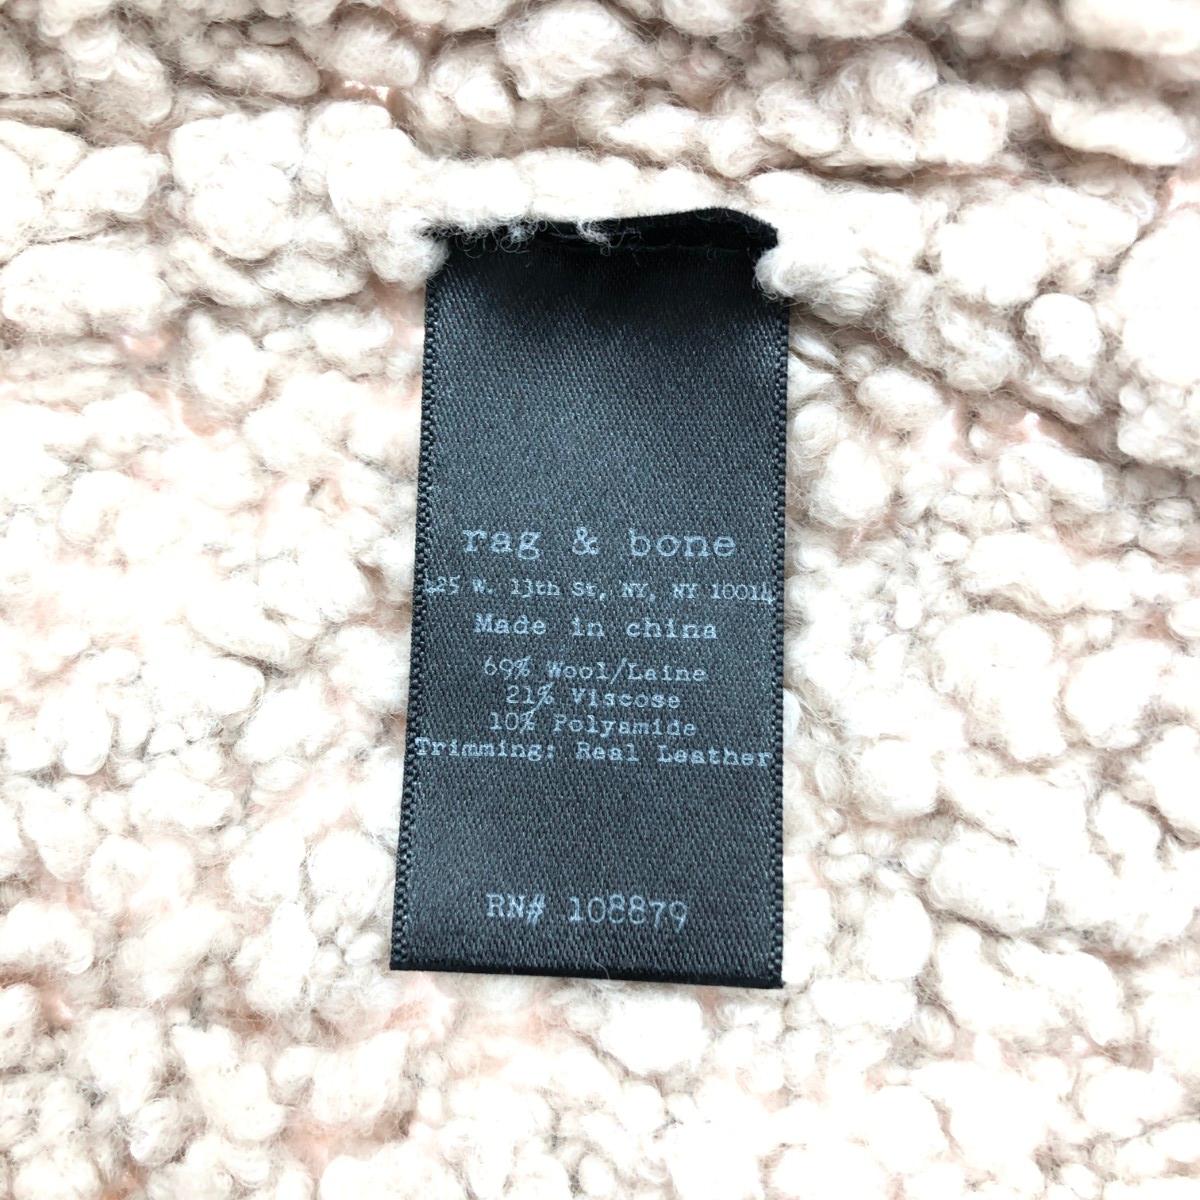 rag & bone
425 W. 13th St, NY, NY 10014
Made in china
69% Wool/Laine
21% Viscose
10% Polyamide
Trimming: Real Leather
RN# 108879